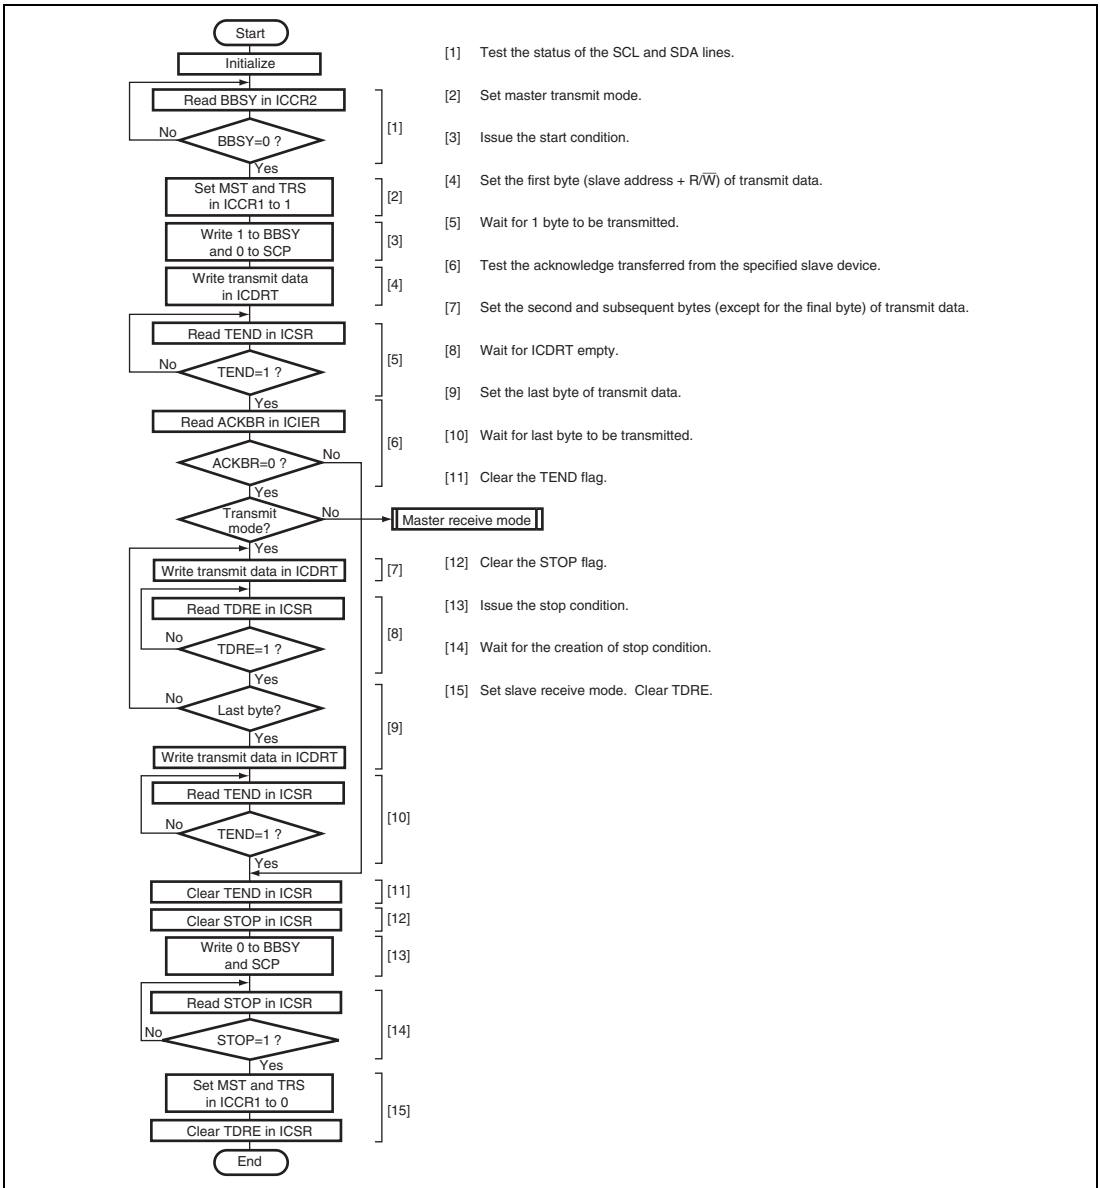 Start
Initialize
Read BBSY in ICCR2
No
BBSY=0 ?
[1]
Yes
Set MST and TRS
in ICCR1 to 1
[2]
Write 1 to BBSY
and 0 to SCP
[3]
Write transmit data
in ICDRT
[4]
Read TEND in ICSR
No
TEND=1 ?
[5]
Yes
Read ACKBR in ICIER
[6]
No
ACKBR=0 ?
Yes
Transmit
mode?
No
Master receive mode
Yes
Write transmit data in ICDRT
[7]
Read TDRE in ICSR
No
TDRE=1 ?
[8]
Yes
No
Last byte?
[9]
Yes
Write transmit data in ICDRT
Read TEND in ICSR
No
TEND=1 ?
[10]
Yes
Clear TEND in ICSR
[11]
Clear STOP in ICSR
[12]
Write 0 to BBSY
and SCP
[13]
Read STOP in ICSR
No
STOP=1 ?
[14]
Yes
Set MST and TRS
in ICCR1 to 0
[15]
Clear TDRE in ICSR
End
[1] Test the status of the SCL and SDA lines.
[2] Set master transmit mode.
[3] Issue the start condition.
[4] Set the first byte (slave address + R/W̅) of transmit data.
[5] Wait for 1 byte to be transmitted.
[6] Test the acknowledge transferred from the specified slave device.
[7] Set the second and subsequent bytes (except for the final byte) of transmit data.
[8] Wait for ICDRT empty.
[9] Set the last byte of transmit data.
[10] Wait for last byte to be transmitted.
[11] Clear the TEND flag.
[12] Clear the STOP flag.
[13] Issue the stop condition.
[14] Wait for the creation of stop condition.
[15] Set slave receive mode. Clear TDRE.